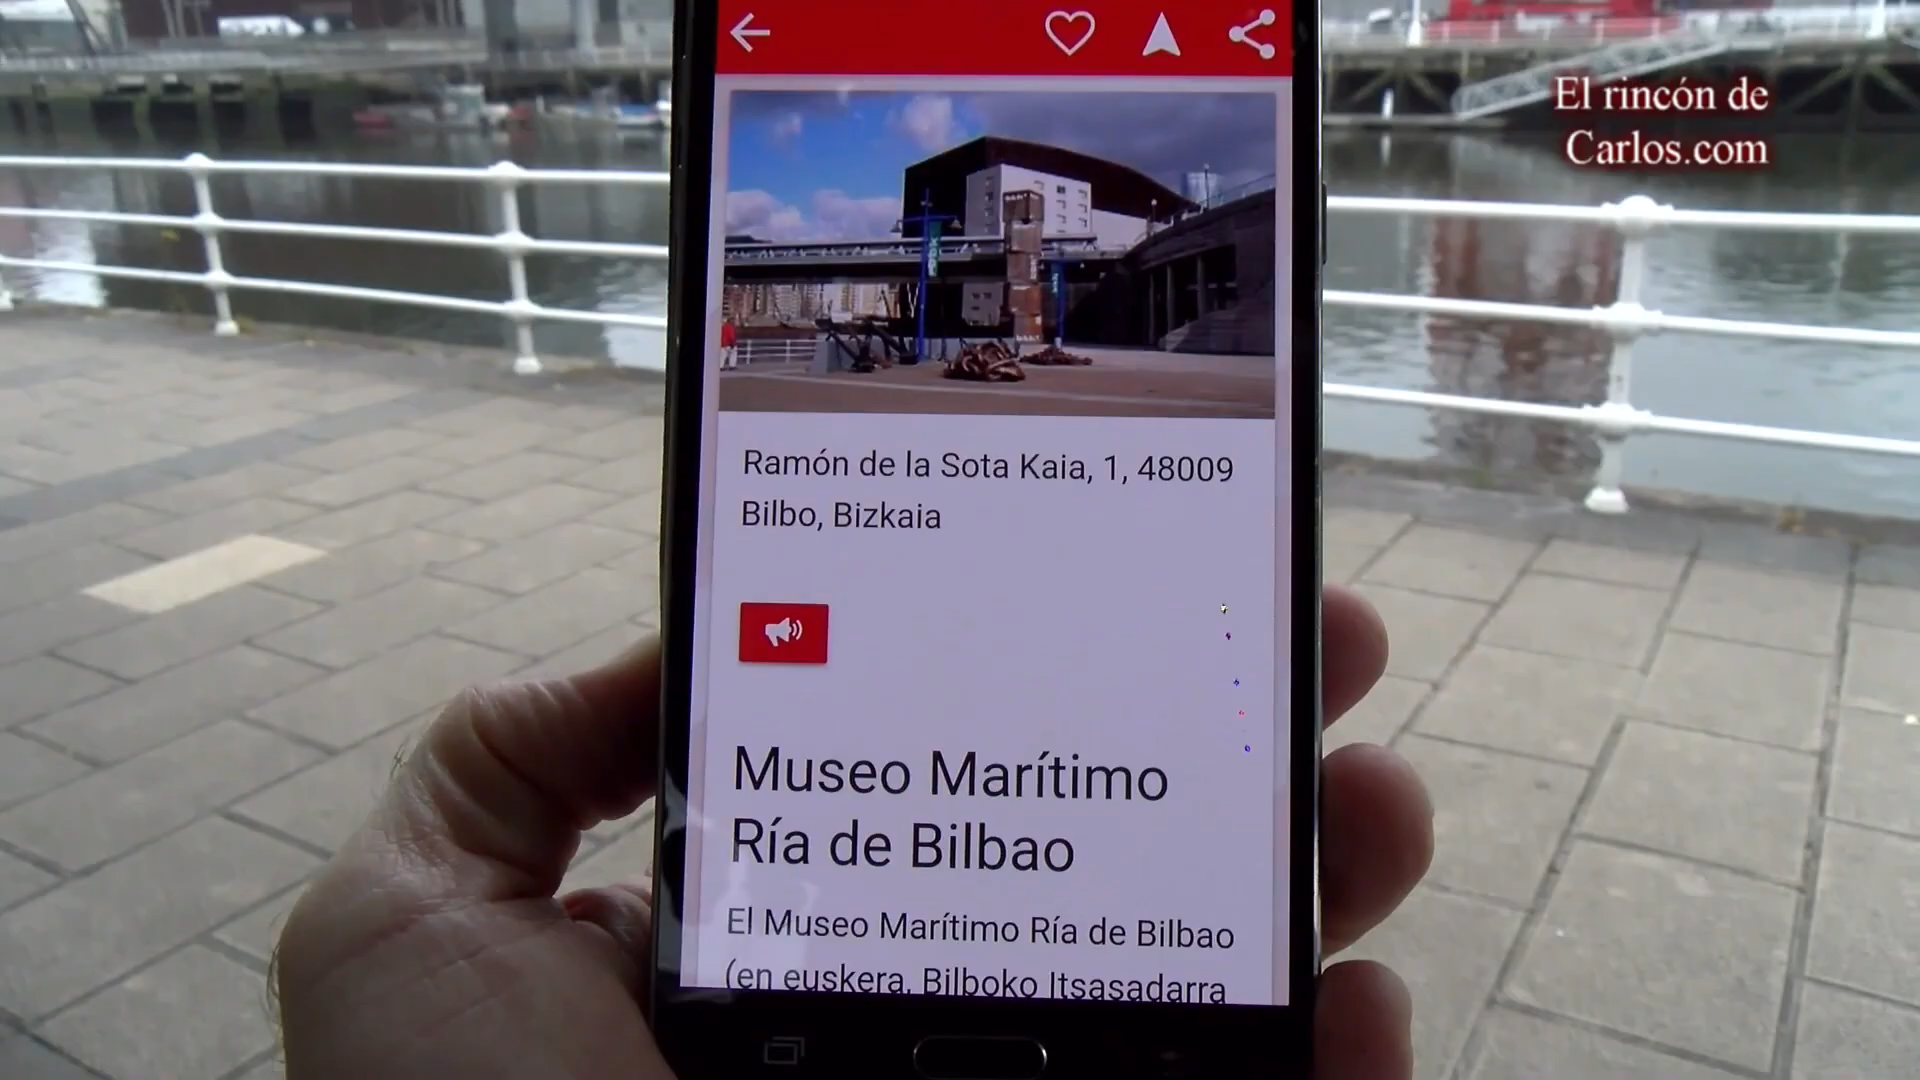 El rincón de
Carlos.com
Ramón de la Sota Kaia, 1, 48009
Bilbo, Bizkaia
Museo Marítimo
Ría de Bilbao
El Museo Marítimo Ría de Bilbao
(en euskera, Bilboko Itsasadarra